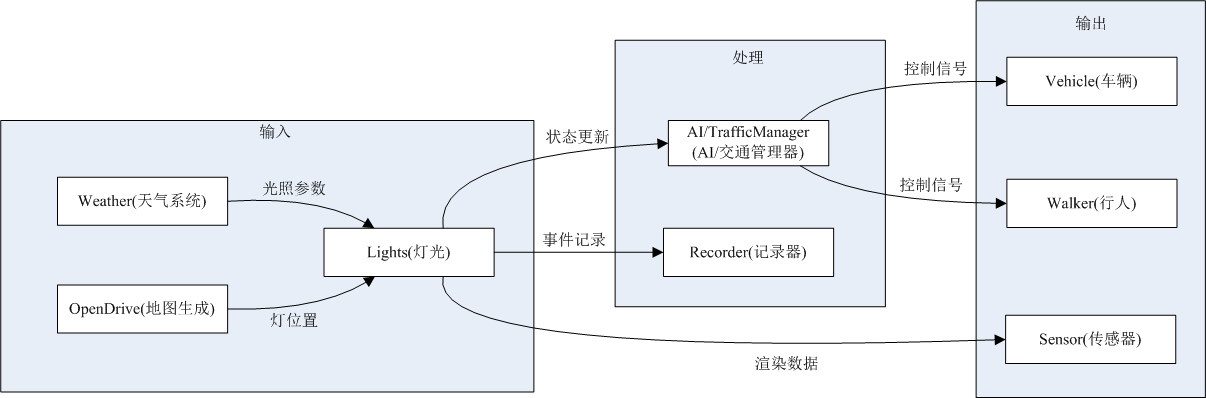 输入
Weather(天气系统)
光照参数
Lights(灯光)
OpenDrive(地图生成)
灯位置
状态更新
事件记录
渲染数据
处理
AI/TrafficManager
(AI/交通管理器)
Recorder(记录器)
控制信号
控制信号
输出
Vehicle(车辆)
Walker(行人)
Sensor(传感器)